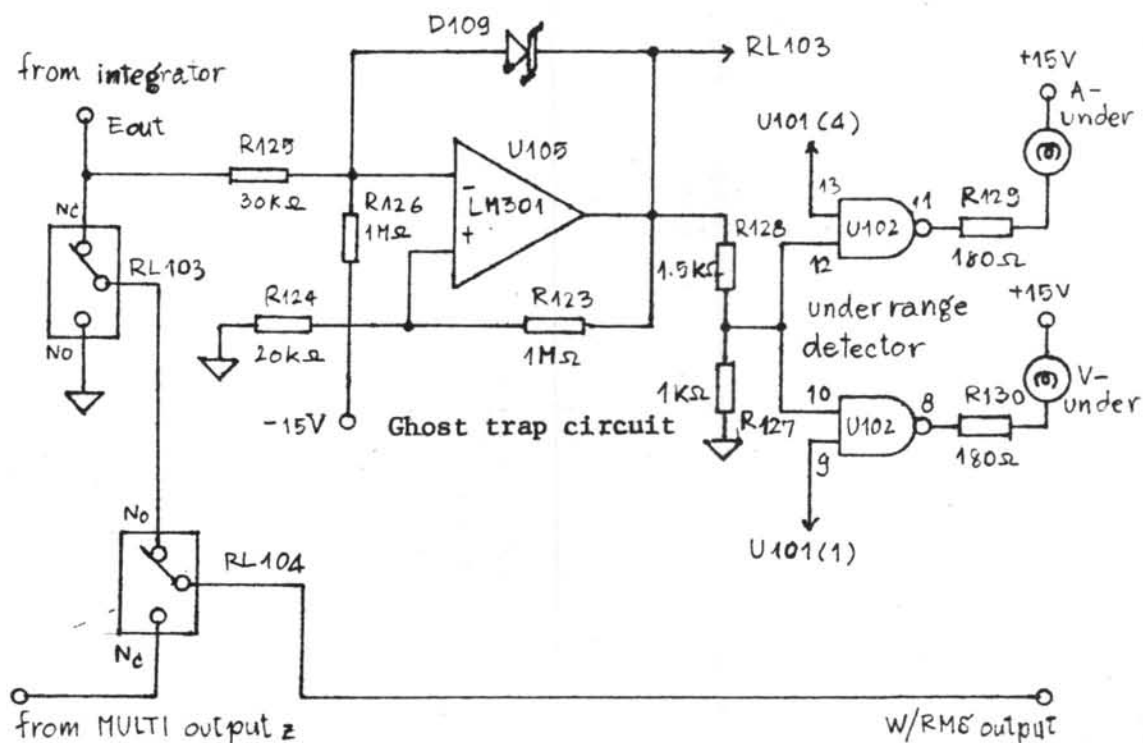 D109
RL103
from integrator
Eout
+15V
A-
under
U101(4)
R125
30kΩ
U105
LM301
-
+
R126
1MΩ
13
11
12
U102
R129
180Ω
NC
RL103
NO
R128
1.5kΩ
R124
20kΩ
R123
1MΩ
under range
detector
+15V
V-
under
-15V
Ghost trap circuit
1KΩ
R127
10
8
9
U102
R130
180Ω
U101(1)
NO
RL104
NC
from MULTI output z
W/RMS output